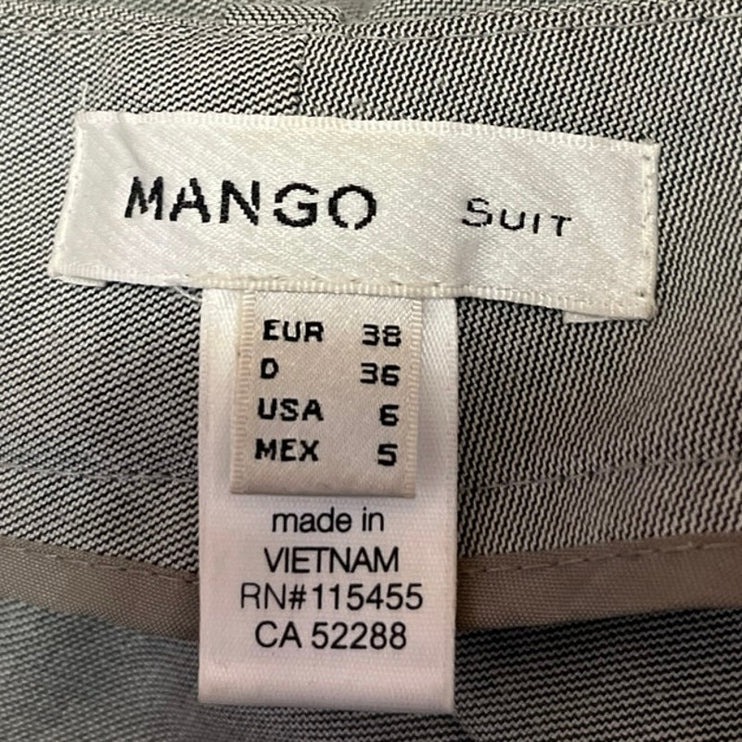 MANGO SUIT
EUR 38
D 36
USA 6
MEX 5
made in
VIETNAM
RN#115455
CA 52288